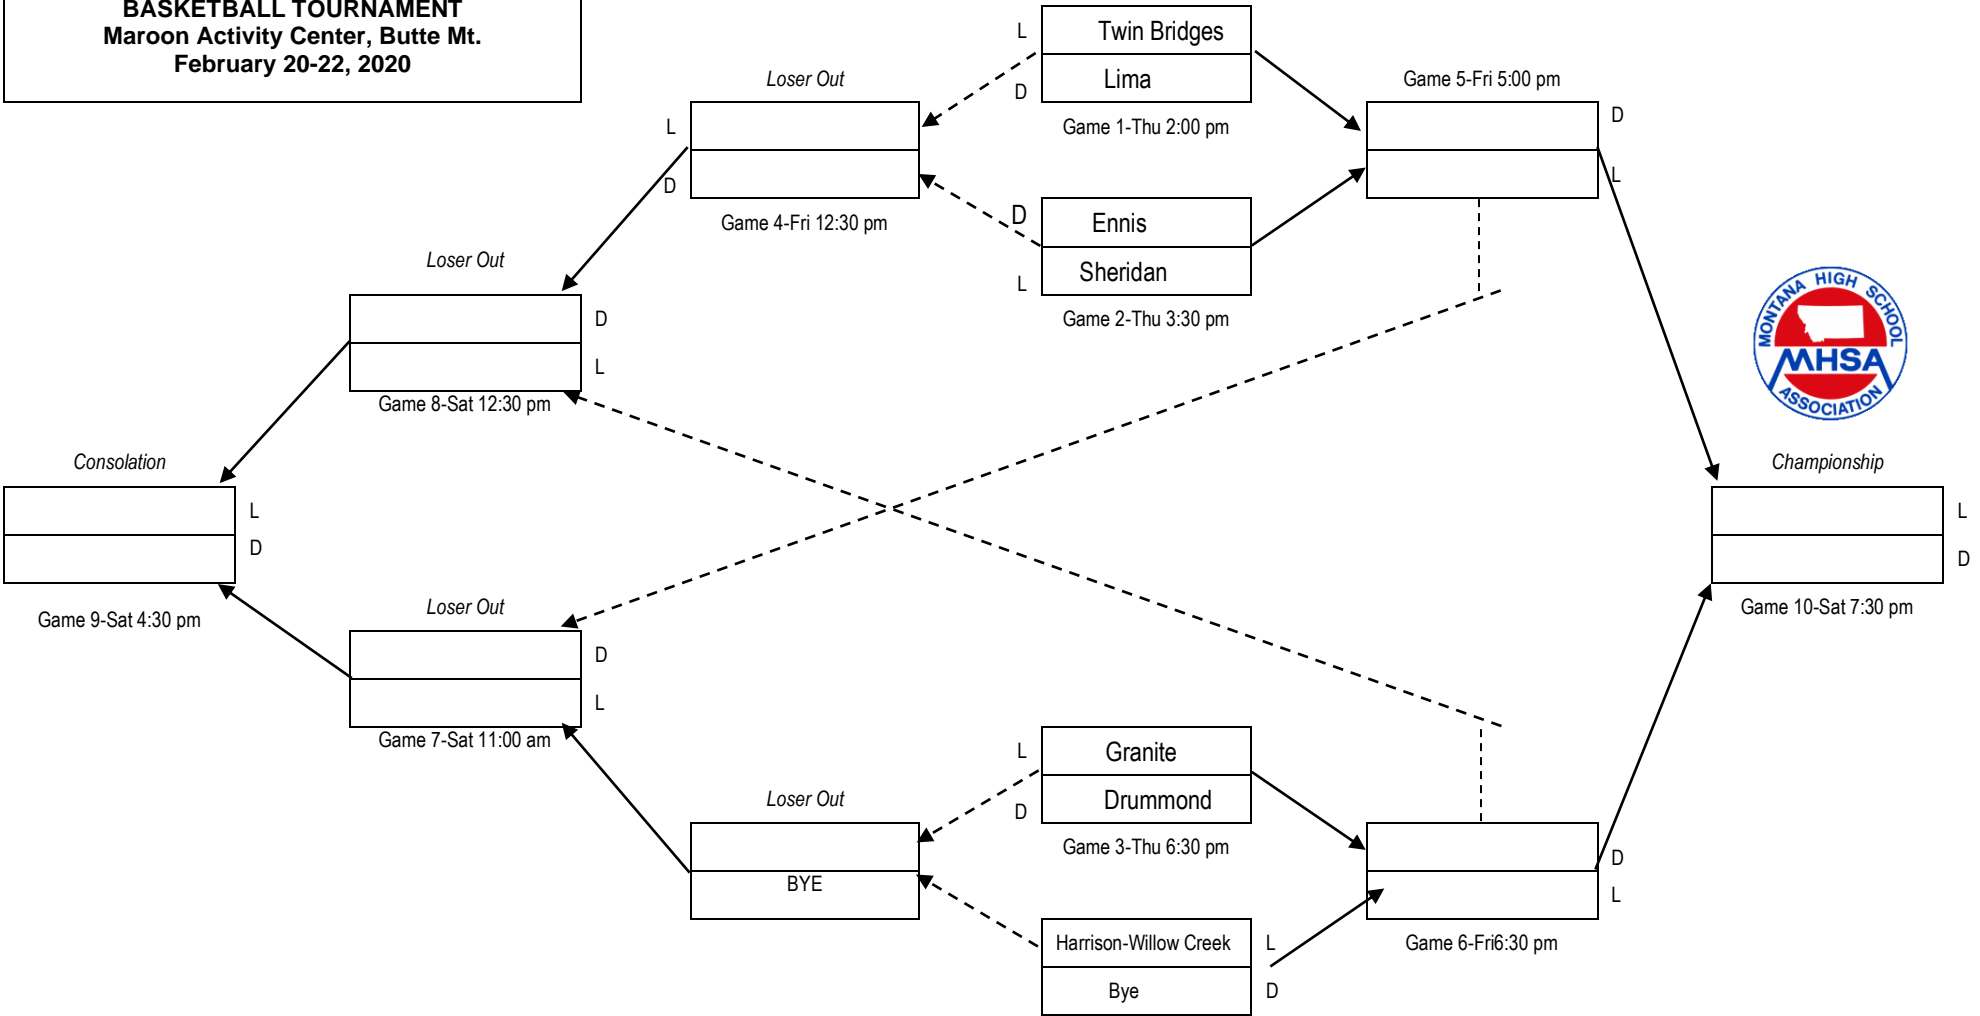 BASKETBALL TOURNAMENT
Maroon Activity Center, Butte Mt.
February 20-22, 2020
L
Twin Bridges
D
Lima
Game 1-Thu 2:00 pm
Loser Out
L
D
Game 4-Fri 12:30 pm
Game 5-Fri 5:00 pm
D
L
D
Ennis
L
Sheridan
Game 2-Thu 3:30 pm
Loser Out
D
L
Game 8-Sat 12:30 pm
MONTANA HIGH SCHOOL
MHSA
ASSOCIATION
Consolation
L
D
Game 9-Sat 4:30 pm
Championship
L
D
Game 10-Sat 7:30 pm
Loser Out
D
L
Game 7-Sat 11:00 am
L
Granite
D
Drummond
Game 3-Thu 6:30 pm
Loser Out
BYE
D
L
Game 6-Fri6:30 pm
Harrison-Willow Creek
L
Bye
D